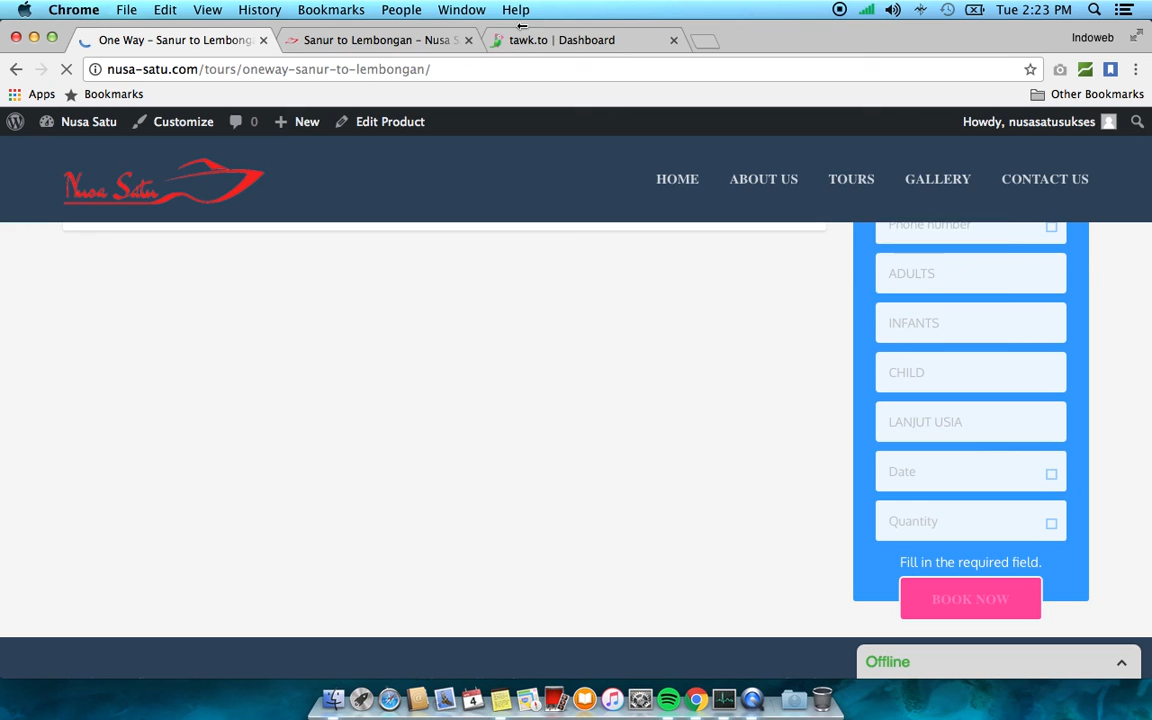 Chrome File Edit View History Bookmarks People Window Help Tue 2:23 PM
One Way – Sanur to Lembonga Sanur to Lembongan – Nusa S tawk.to | Dashboard Indoweb
nusa-satu.com/tours/oneway-sanur-to-lembongan/
Apps Bookmarks Other Bookmarks
Nusa Satu Customize 0 New Edit Product Howdy, nusasatusukses
Nusa Satu HOME ABOUT US TOURS GALLERY CONTACT US
Phone number
ADULTS
INFANTS
CHILD
LANJUT USIA
Date
Quantity
Fill in the required field.
BOOK NOW
Offline
4